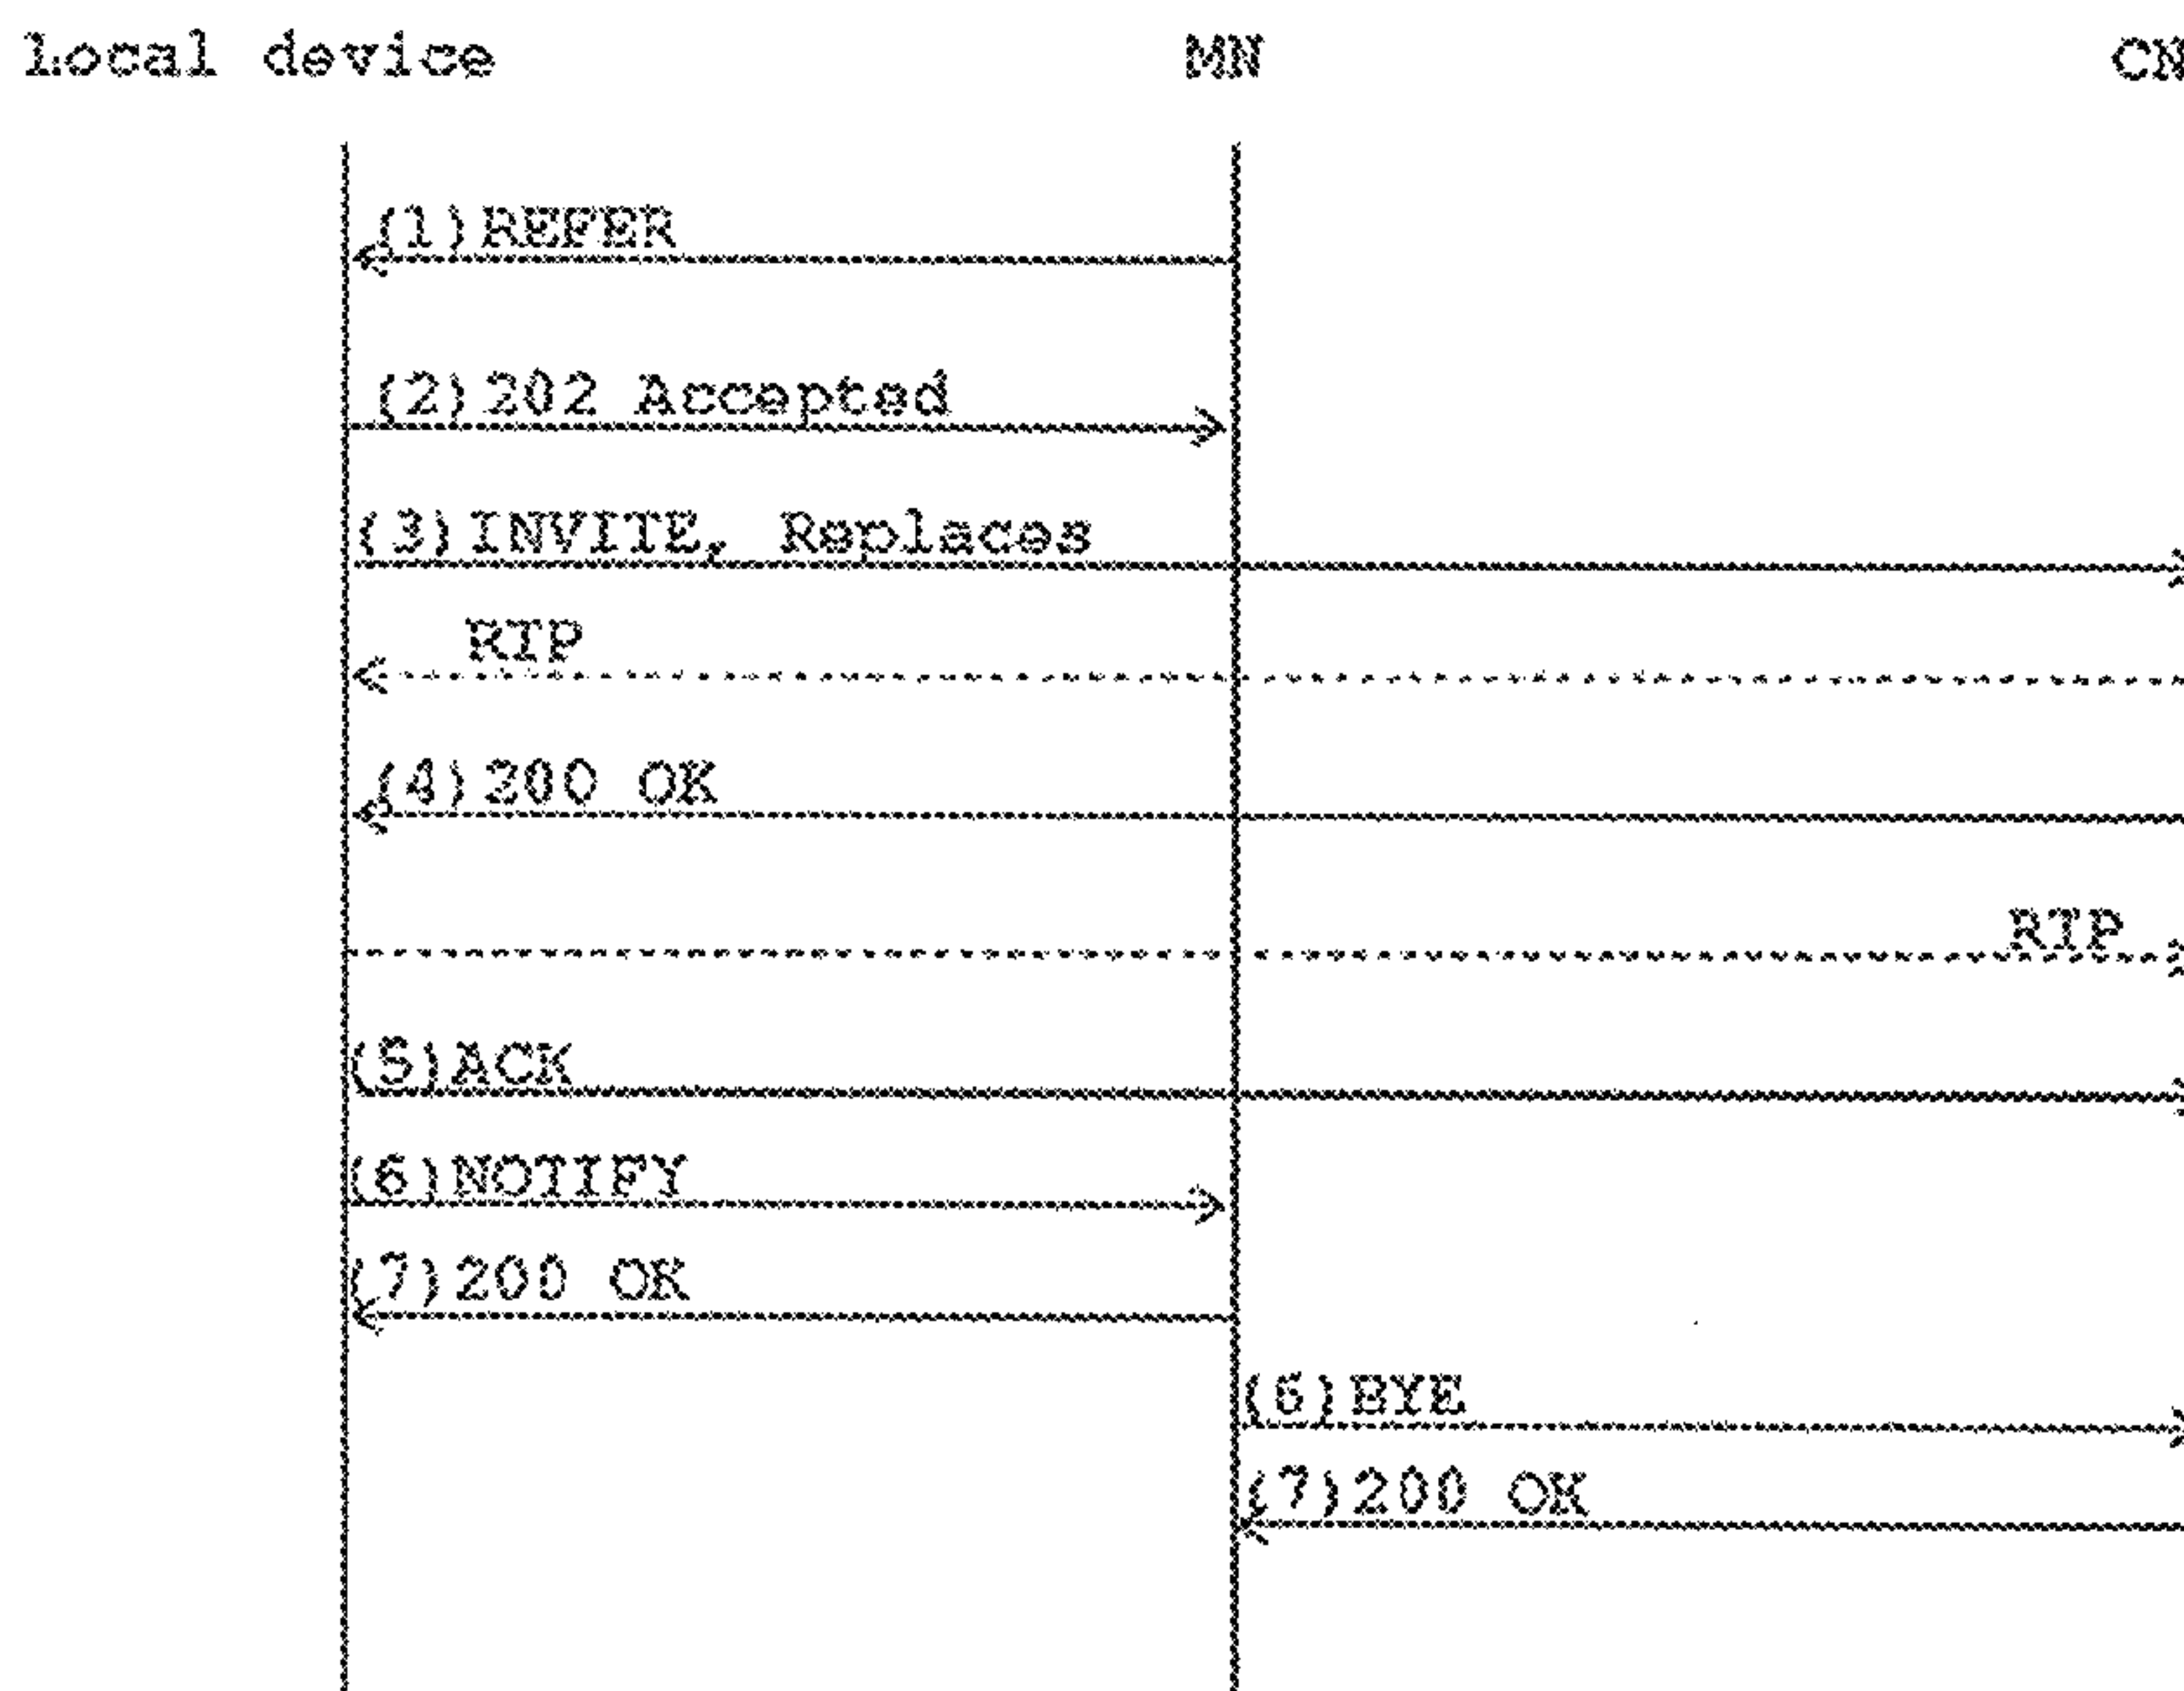 Local device MN CN
(1)REFER
(2)202 Accepted
(3)INVITE, Replaces
RTP
(4)200 OK
RTP
(5)ACK
(6)NOTIFY
(7)200 OK
(6)BYE
(7)200 OK